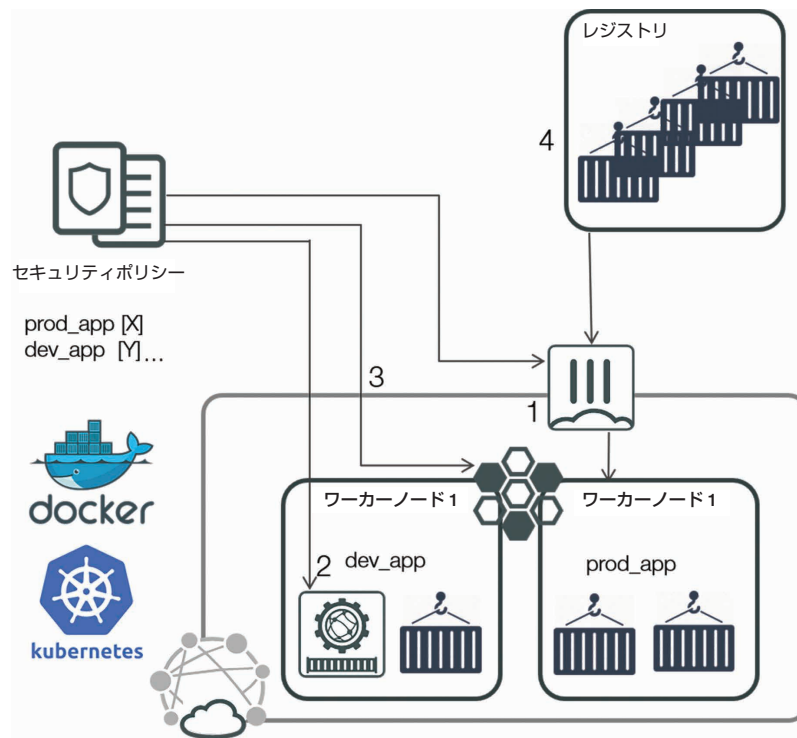 レジストリ
4
セキュリティポリシー
prod_app [X]
dev_app [Y]...
3
1
docker
ワーカーノード1
ワーカーノード1
2
dev_app
prod_app
kubernetes